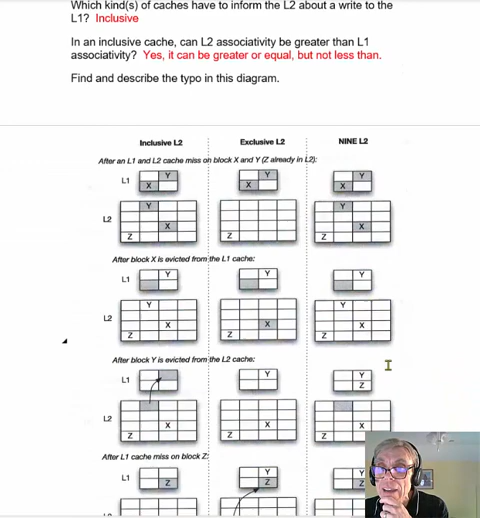 Which kind(s) of caches have to inform the L2 about a write to the
L1? Inclusive
In an inclusive cache, can L2 associativity be greater than L1
associativity? Yes, it can be greater or equal, but not less than.
Find and describe the typo in this diagram.
Inclusive L2 Exclusive L2 NINE L2
After an L1 and L2 cache miss on block X and Y (Z already in L2):
L1 Y Y Y
X X X
L2 Y Y
X X
Z Z Z
After block X is evicted from the L1 cache:
L1 Y Y Y
L2 Y Y
X X X
Z Z Z
After block Y is evicted from the L2 cache:
L1 Y Y
Z
L2
X X X
Z Z Z
After L1 cache miss on block Z:
L1 Y Y
Z Z Z